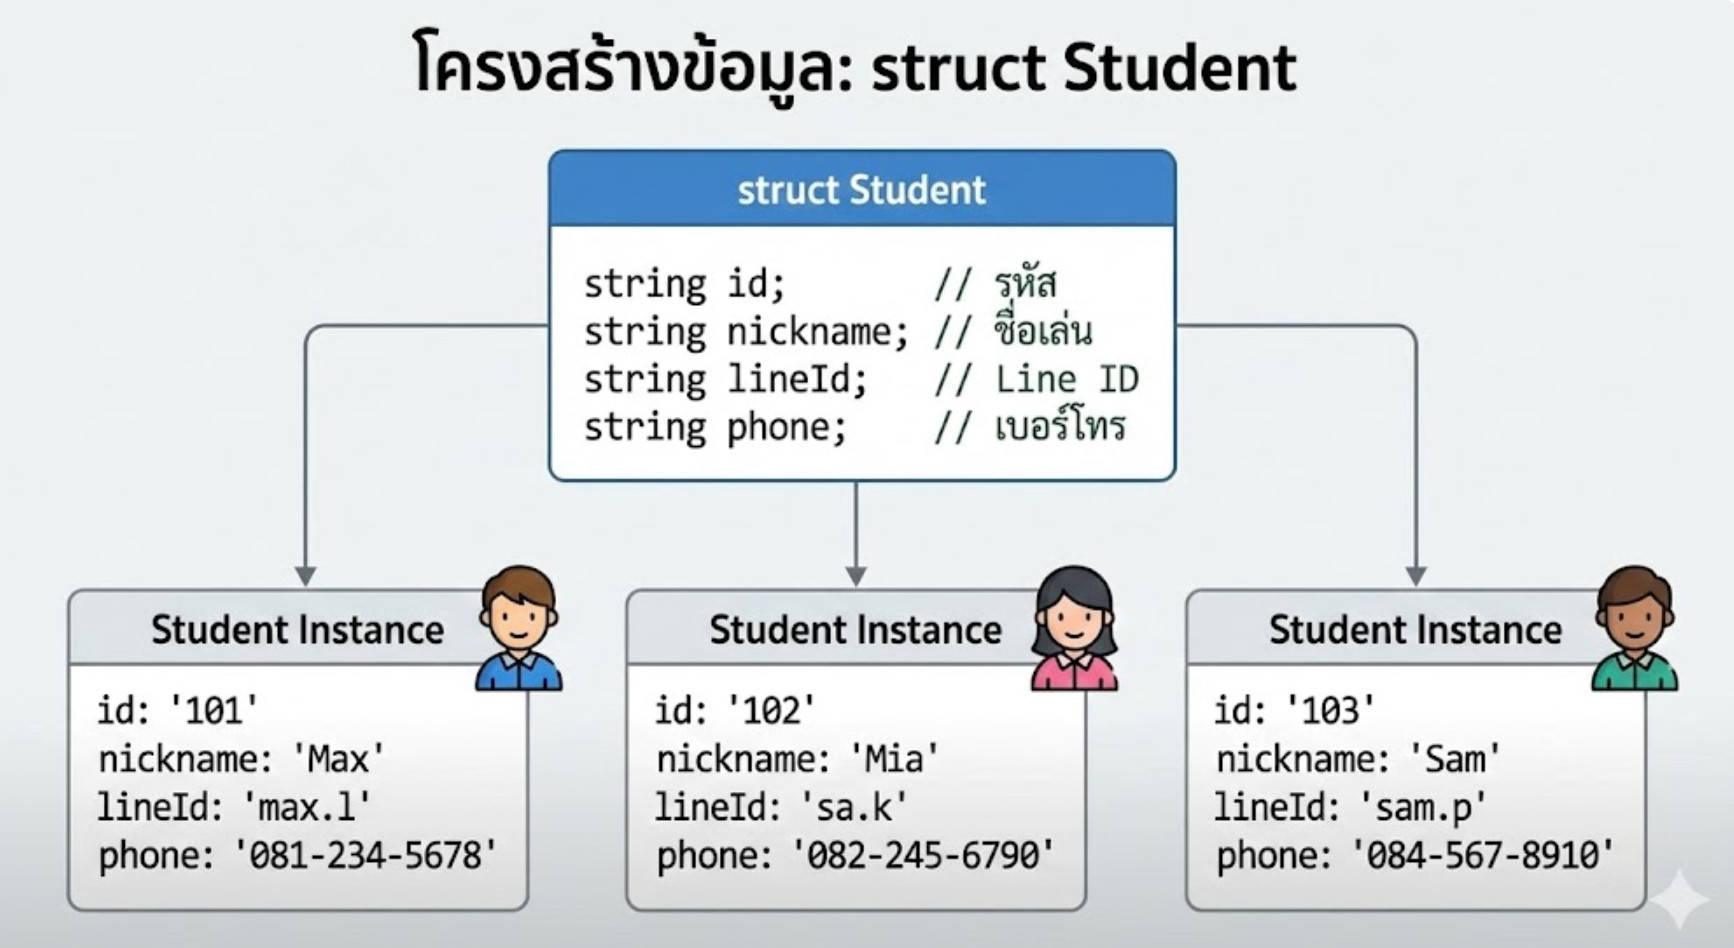 โครงสร้างข้อมูล: struct Student
struct Student
string id; // รหัส
string nickname; // ชื่อเล่น
string lineId; // Line ID
string phone; // เบอร์โทร
Student Instance
id: '101'
nickname: 'Max'
lineId: 'max.l'
phone: '081-234-5678'
Student Instance
id: '102'
nickname: 'Mia'
lineId: 'sa.k'
phone: '082-245-6790'
Student Instance
id: '103'
nickname: 'Sam'
lineId: 'sam.p'
phone: '084-567-8910'